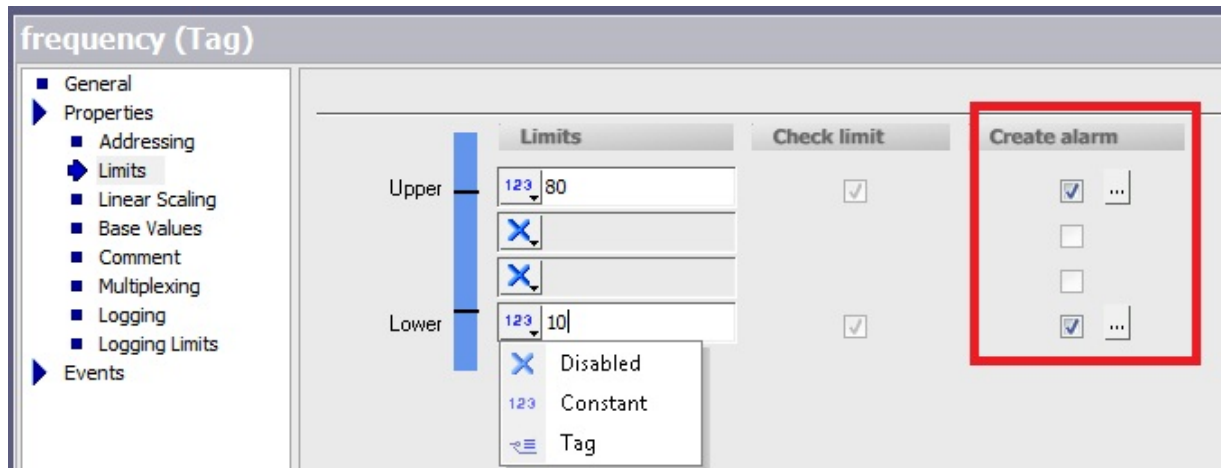 frequency (Tag)
General
Properties
Addressing
Limits
Linear Scaling
Base Values
Comment
Multiplexing
Logging
Logging Limits
Events
Limits Check limit Create alarm
Upper 123 80 ...
Lower 123 10 ...
Disabled
123 Constant
Tag